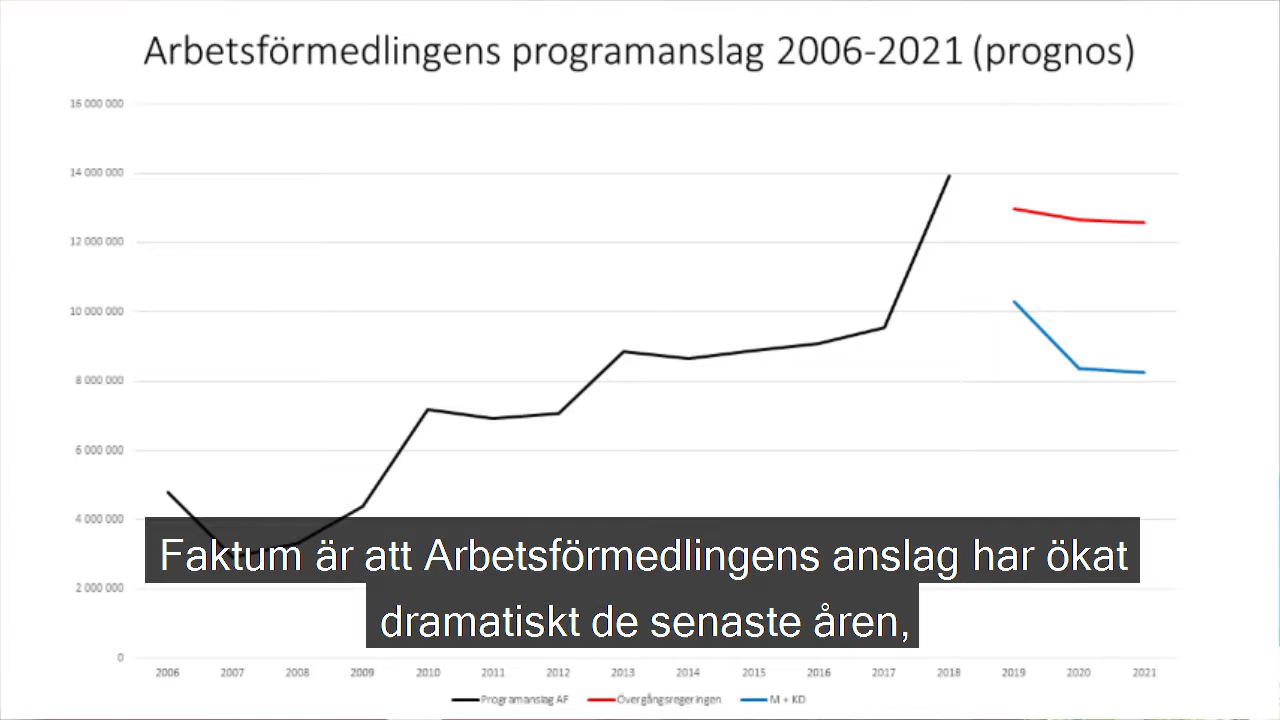 Arbetsförmedlingens programanslag 2006-2021 (prognos)
16 000 000
14 000 000
12 000 000
10 000 000
8 000 000
6 000 000
4 000 000
2 000 000
0
Faktum är att Arbetsförmedlingens anslag har ökat
dramatiskt de senaste åren,
2006 2007 2008 2009 2010 2011 2012 2013 2014 2015 2016 2017 2018 2019 2020 2021
Programanslag AF Övergångsregeringen M + KD